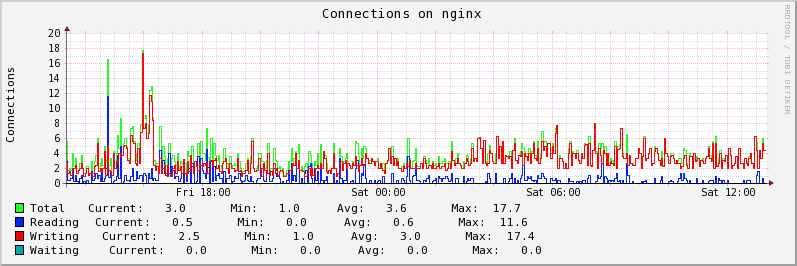 Connections on nginx
RRDTOOL / TOBI OETIKER
Connections
20
18
16
14
12
10
8
6
4
2
0
Fri 18:00 Sat 00:00 Sat 06:00 Sat 12:00
Total Current: 3.0 Min: 1.0 Avg: 3.6 Max: 17.7
Reading Current: 0.5 Min: 0.0 Avg: 0.6 Max: 11.6
Writing Current: 2.5 Min: 1.0 Avg: 3.0 Max: 17.4
Waiting Current: 0.0 Min: 0.0 Avg: 0.0 Max: 0.0